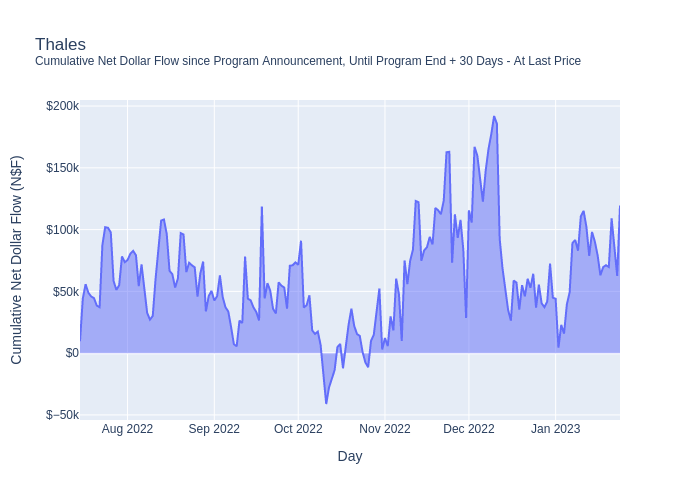 Thales
Cumulative Net Dollar Flow since Program Announcement, Until Program End + 30 Days - At Last Price
Cumulative Net Dollar Flow (N$F)
$200k
$150k
$100k
$50k
$0
$−50k
Aug 2022 Sep 2022 Oct 2022 Nov 2022 Dec 2022 Jan 2023
Day